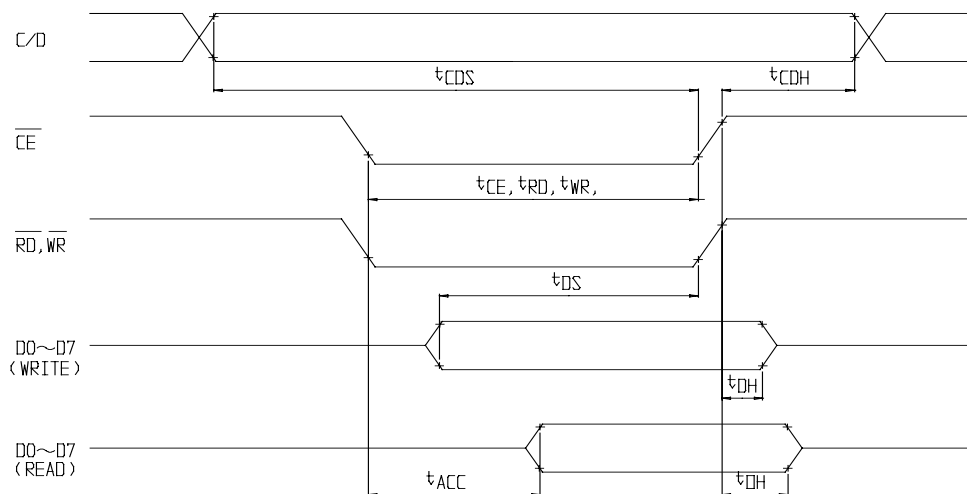 C/D
tCDS
tCDH
CE
tCE, tRD, tWR,
RD, WR
tDS
D0~D7
(WRITE)
tDH
D0~D7
(READ)
tACC
tOH